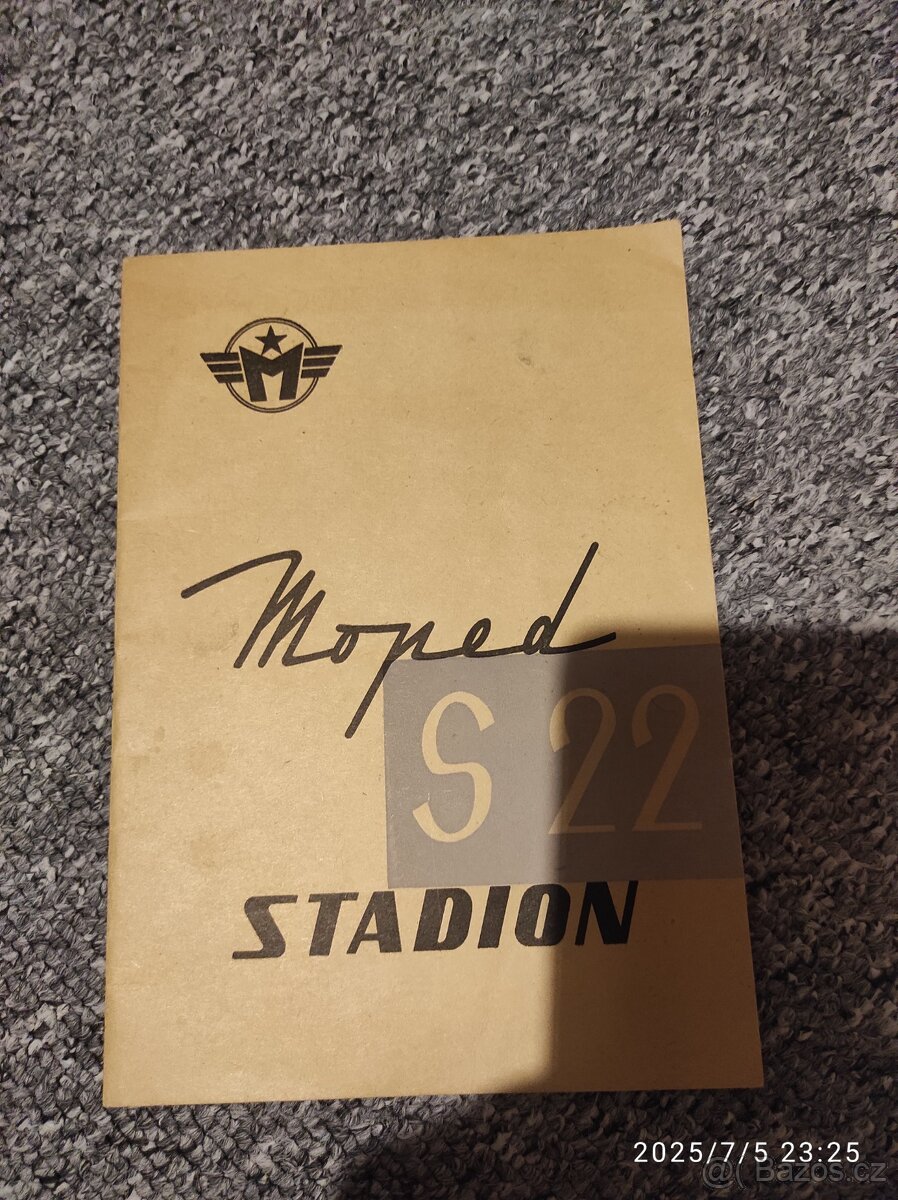 M
Moped
S 22
STADION
2025/7/5 23:25
@( Bazos.cz